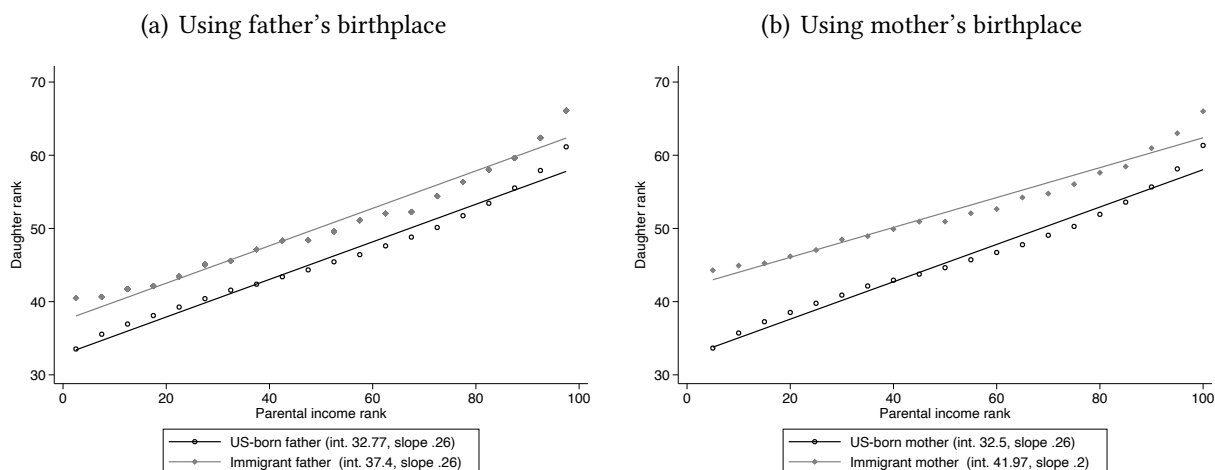 (a) Using father's birthplace
70
60
50
40
30
Daughter rank
0 20 40 60 80 100
Parental income rank
US-born father (int. 32.77, slope .26)
Immigrant father (int. 37.4, slope .26)
(b) Using mother's birthplace
70
60
50
40
30
Daughter rank
0 20 40 60 80 100
Parental income rank
US-born mother (int. 32.5, slope .26)
Immigrant mother (int. 41.97, slope .2)